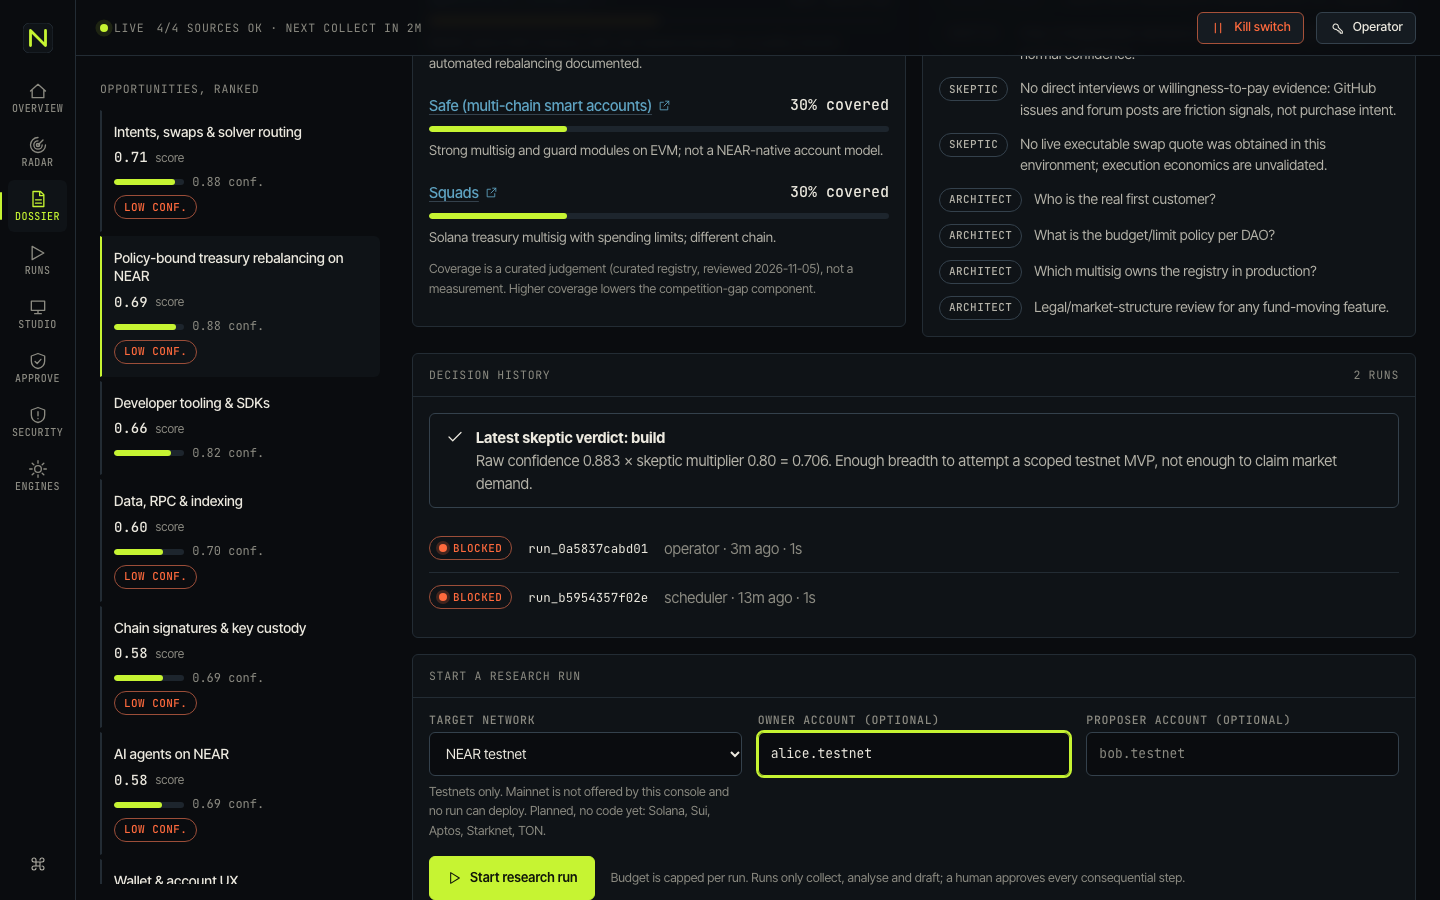 LIVE 4/4 SOURCES OK · NEXT COLLECT IN 2M
Kill switch
Operator
OVERVIEW
RADAR
DOSSIER
RUNS
STUDIO
APPROVE
SECURITY
ENGINES
OPPORTUNITIES, RANKED
Intents, swaps & solver routing
0.71 score
0.88 conf.
LOW CONF.
Policy-bound treasury rebalancing on
NEAR
0.69 score
0.88 conf.
LOW CONF.
Developer tooling & SDKs
0.66 score
0.82 conf.
Data, RPC & indexing
0.60 score
0.70 conf.
LOW CONF.
Chain signatures & key custody
0.58 score
0.69 conf.
LOW CONF.
AI agents on NEAR
0.58 score
0.69 conf.
LOW CONF.
Wallet & account UX
automated rebalancing documented.
Safe (multi-chain smart accounts) 30% covered
Strong multisig and guard modules on EVM; not a NEAR-native account model.
Squads 30% covered
Solana treasury multisig with spending limits; different chain.
Coverage is a curated judgement (curated registry, reviewed 2026-11-05), not a
measurement. Higher coverage lowers the competition-gap component.
normal confidence.
SKEPTIC No direct interviews or willingness-to-pay evidence: GitHub
issues and forum posts are friction signals, not purchase intent.
SKEPTIC No live executable swap quote was obtained in this
environment; execution economics are unvalidated.
ARCHITECT Who is the real first customer?
ARCHITECT What is the budget/limit policy per DAO?
ARCHITECT Which multisig owns the registry in production?
ARCHITECT Legal/market-structure review for any fund-moving feature.
DECISION HISTORY 2 RUNS
Latest skeptic verdict: build
Raw confidence 0.883 × skeptic multiplier 0.80 = 0.706. Enough breadth to attempt a scoped testnet MVP, not enough to claim market
demand.
BLOCKED run_0a5837cabd01 operator · 3m ago · 1s
BLOCKED run_b5954357f02e scheduler · 13m ago · 1s
START A RESEARCH RUN
TARGET NETWORK
NEAR testnet
Testnets only. Mainnet is not offered by this console and
no run can deploy. Planned, no code yet: Solana, Sui,
Aptos, Starknet, TON.
OWNER ACCOUNT (OPTIONAL)
alice.testnet
PROPOSER ACCOUNT (OPTIONAL)
bob.testnet
Start research run
Budget is capped per run. Runs only collect, analyse and draft; a human approves every consequential step.